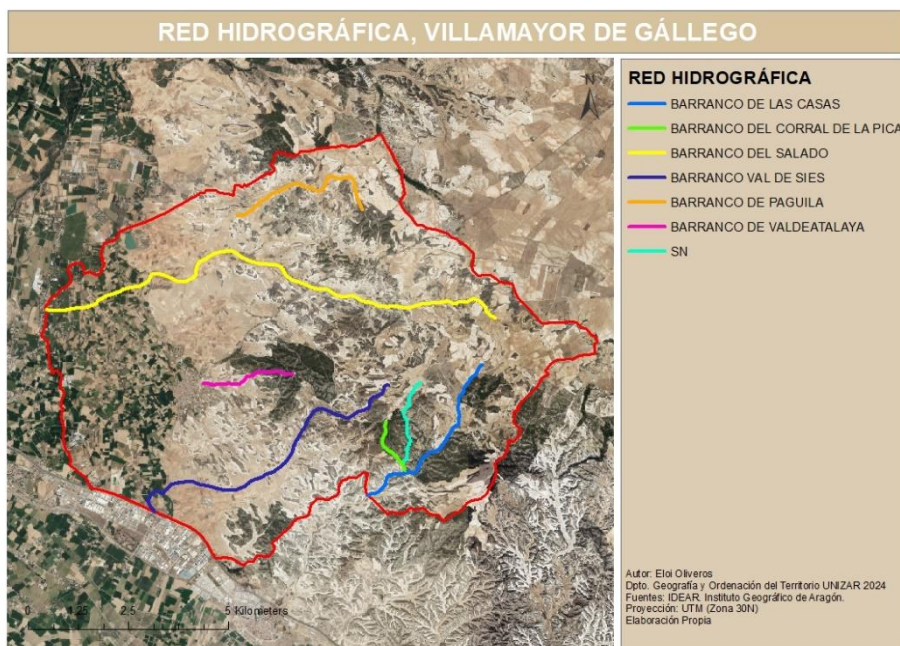 RED HIDROGRÁFICA, VILLAMAYOR DE GÁLLEGO
N
RED HIDROGRÁFICA
BARRANCO DE LAS CASAS
BARRANCO DEL CORRAL DE LA PICA
BARRANCO DEL SALADO
BARRANCO VAL DE SIES
BARRANCO DE PAGUILA
BARRANCO DE VALDEATALAYA
SN
0 1,25 2,5 5 Kilometers
Autor: Eloi Oliveros
Dpto. Geografía y Ordenación del Territorio UNIZAR 2024
Fuentes: IDEAR. Instituto Geográfico de Aragón.
Proyección: UTM (Zona 30N)
Elaboración Propia